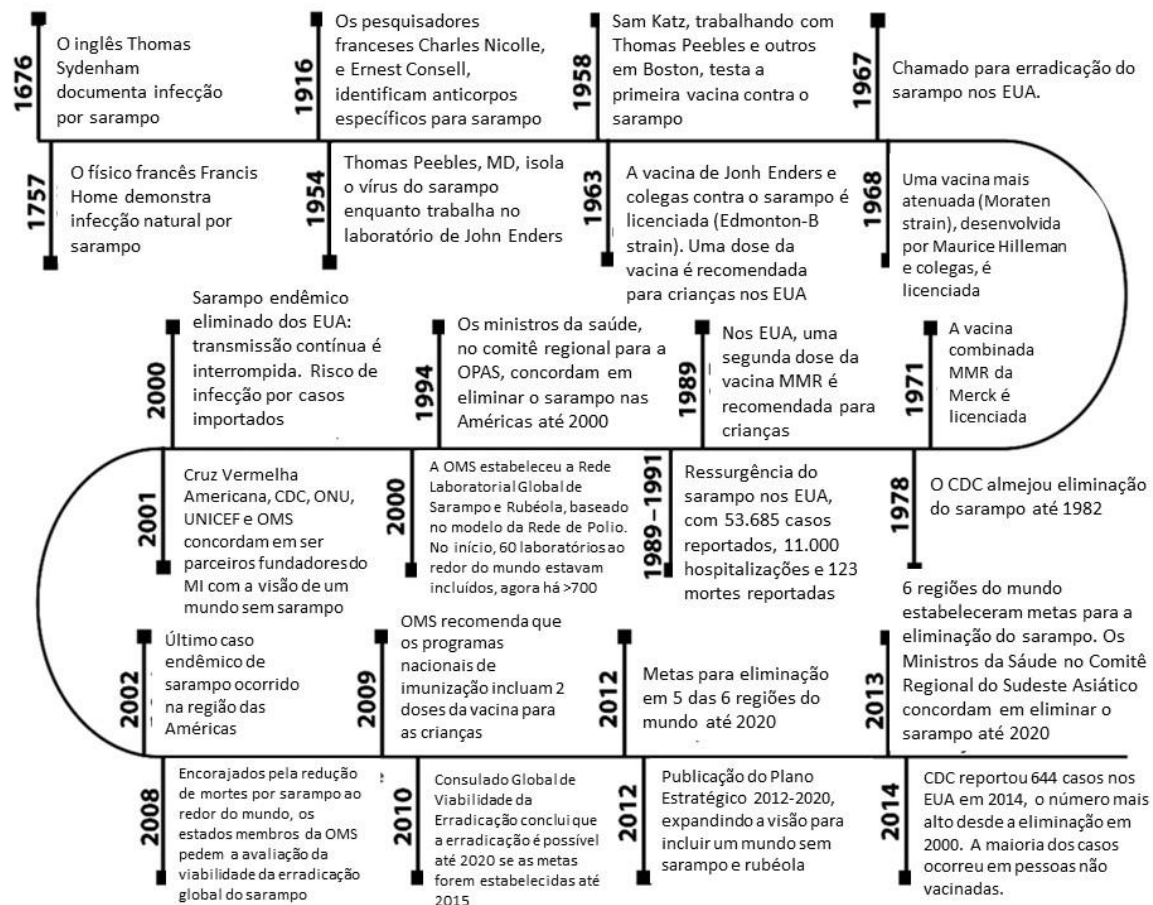 1676
O inglês Thomas
Sydenham
documenta infecção
por sarampo
1757
O físico francês Francis
Home demonstra
infecção natural por
sarampo
1916
Os pesquisadores
franceses Charles Nicolle,
e Ernest Consell,
identificam anticorpos
específicos para sarampo
1954
Thomas Peebles, MD, isola
o vírus do sarampo
enquanto trabalha no
laboratório de John Enders
1958
Sam Katz, trabalhando com
Thomas Peebles e outros
em Boston, testa a
primeira vacina contra o
sarampo
1963
A vacina de Jonh Enders e
colegas contra o sarampo é
licenciada (Edmonton-B
strain). Uma dose da
vacina é recomendada
para crianças nos EUA
1967
Chamado para erradicação do
sarampo nos EUA.
1968
Uma vacina mais
atenuada (Moraten
strain), desenvolvida
por Maurice Hilleman
e colegas, é
licenciada
1971
A vacina
combinada
MMR da
Merck é
licenciada
1978
O CDC almejou eliminação
do sarampo até 1982
1989
Nos EUA, uma
segunda dose da
vacina MMR é
recomendada para
crianças
1989–1991
Ressurgência do
sarampo nos EUA,
com 53.685 casos
reportados, 11.000
hospitalizações e 123
mortes reportadas
1994
Os ministros da saúde,
no comitê regional para a
OPAS, concordam em
eliminar o sarampo nas
Américas até 2000
2000
A OMS estabeleceu a Rede
Laboratorial Global de
Sarampo e Rubéola, baseado
no modelo da Rede de Polio.
No início, 60 laboratórios ao
redor do mundo estavam
incluídos, agora há >700
2000
Sarampo endêmico
eliminado dos EUA:
transmissão contínua é
interrompida. Risco de
infecção por casos
importados
2001
Cruz Vermelha
Americana, CDC, ONU,
UNICEF e OMS
concordam em ser
parceiros fundadores do
MI com a visão de um
mundo sem sarampo
2002
Último caso
endêmico de
sarampo ocorrido
na região das
Américas
2008
Encorajados pela redução
de mortes por sarampo ao
redor do mundo, os
estados membros da OMS
pedem a avaliação da
viabilidade da erradicação
global do sarampo
2009
OMS recomenda que
os programas
nacionais de
imunização incluam 2
doses da vacina para
as crianças
2010
Consulado Global de
Viabilidade da
Erradicação conclui que
a erradicação é possível
até 2020 se as metas
forem estabelecidas até
2015
2012
Metas para eliminação
em 5 das 6 regiões do
mundo até 2020
2012
Publicação do Plano
Estratégico 2012-2020,
expandindo a visão para
incluir um mundo sem
sarampo e rubéola
2013
6 regiões do mundo
estabeleceram metas para a
eliminação do sarampo. Os
Ministros da Sáude no Comitê
Regional do Sudeste Asiático
concordam em eliminar o
sarampo até 2020
2014
CDC reportou 644 casos nos
EUA em 2014, o número mais
alto desde a eliminação em
2000. A maioria dos casos
ocorreu em pessoas não
vacinadas.